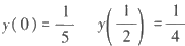 y(0) = 1/5   y(1/2) = 1/4